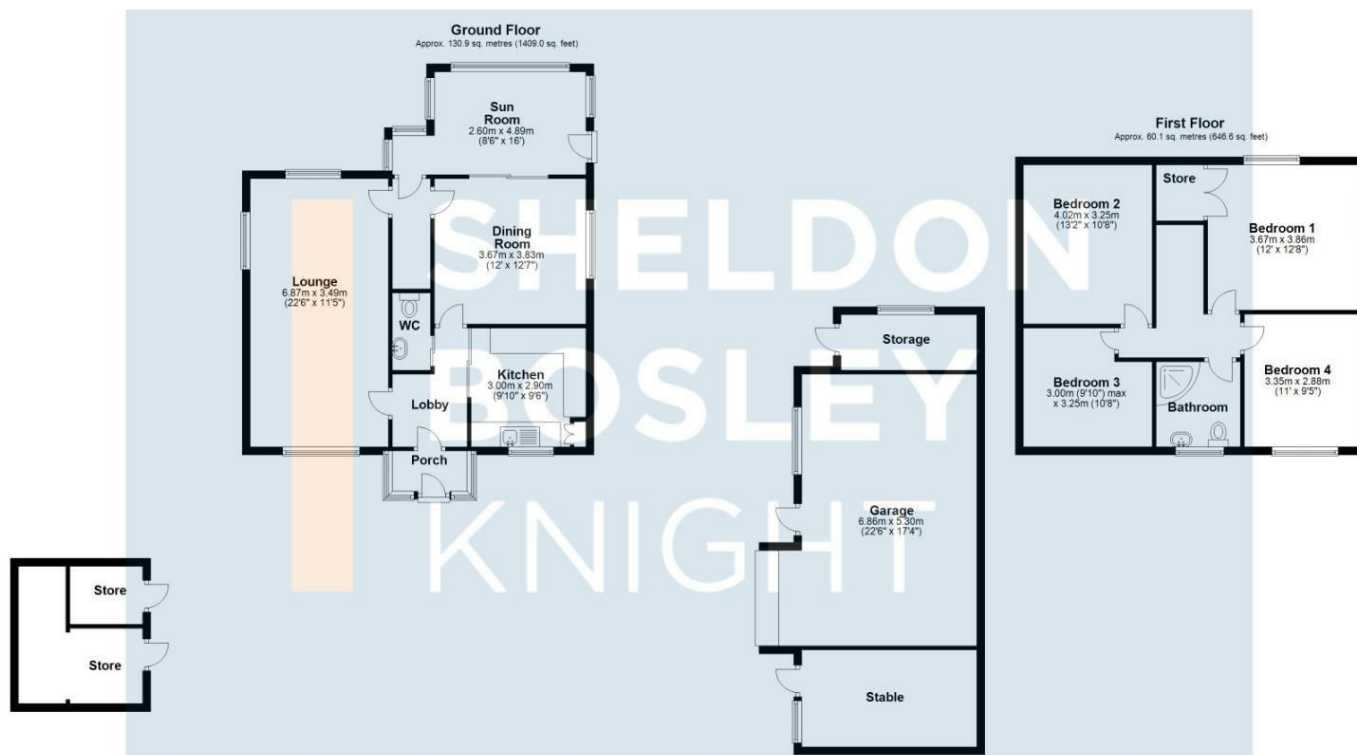 Ground Floor
Approx. 130.9 sq. metres (1409.0 sq. feet)
Sun
Room
2.60m x 4.89m
(8'6" x 16')
Lounge
6.87m x 3.49m
(22'6" x 11'5")
Dining
Room
3.67m x 3.83m
(12' x 12'7")
WC
Kitchen
3.00m x 2.90m
(9'10" x 9'6")
Lobby
Porch
Store
Store
Storage
Garage
6.86m x 5.30m
(22'6" x 17'4")
Stable
First Floor
Approx. 60.1 sq. metres (646.6 sq. feet)
Store
Bedroom 2
4.02m x 3.25m
(13'2" x 10'8")
Bedroom 1
3.67m x 3.86m
(12' x 12'8")
Bedroom 3
3.00m (9'10") max
x 3.25m (10'8")
Bathroom
Bedroom 4
3.35m x 2.88m
(11' x 9'5")
SHELDON
BOSLEY
KNIGHT